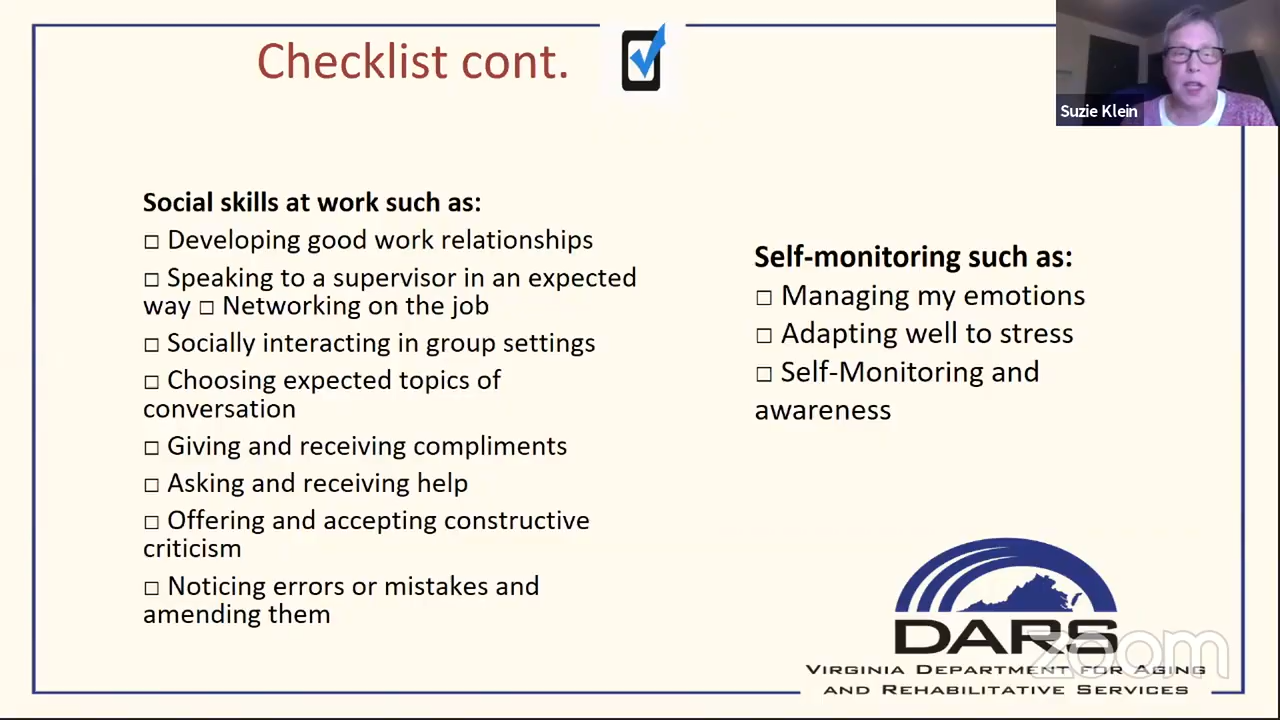 Checklist cont.
Suzie Klein
Social skills at work such as:
☐ Developing good work relationships
☐ Speaking to a supervisor in an expected
way ☐ Networking on the job
☐ Socially interacting in group settings
☐ Choosing expected topics of
conversation
☐ Giving and receiving compliments
☐ Asking and receiving help
☐ Offering and accepting constructive
criticism
☐ Noticing errors or mistakes and
amending them
Self-monitoring such as:
☐ Managing my emotions
☐ Adapting well to stress
☐ Self-Monitoring and
awareness
DARS
zoom
VIRGINIA DEPARTMENT FOR AGING
AND REHABILITATIVE SERVICES